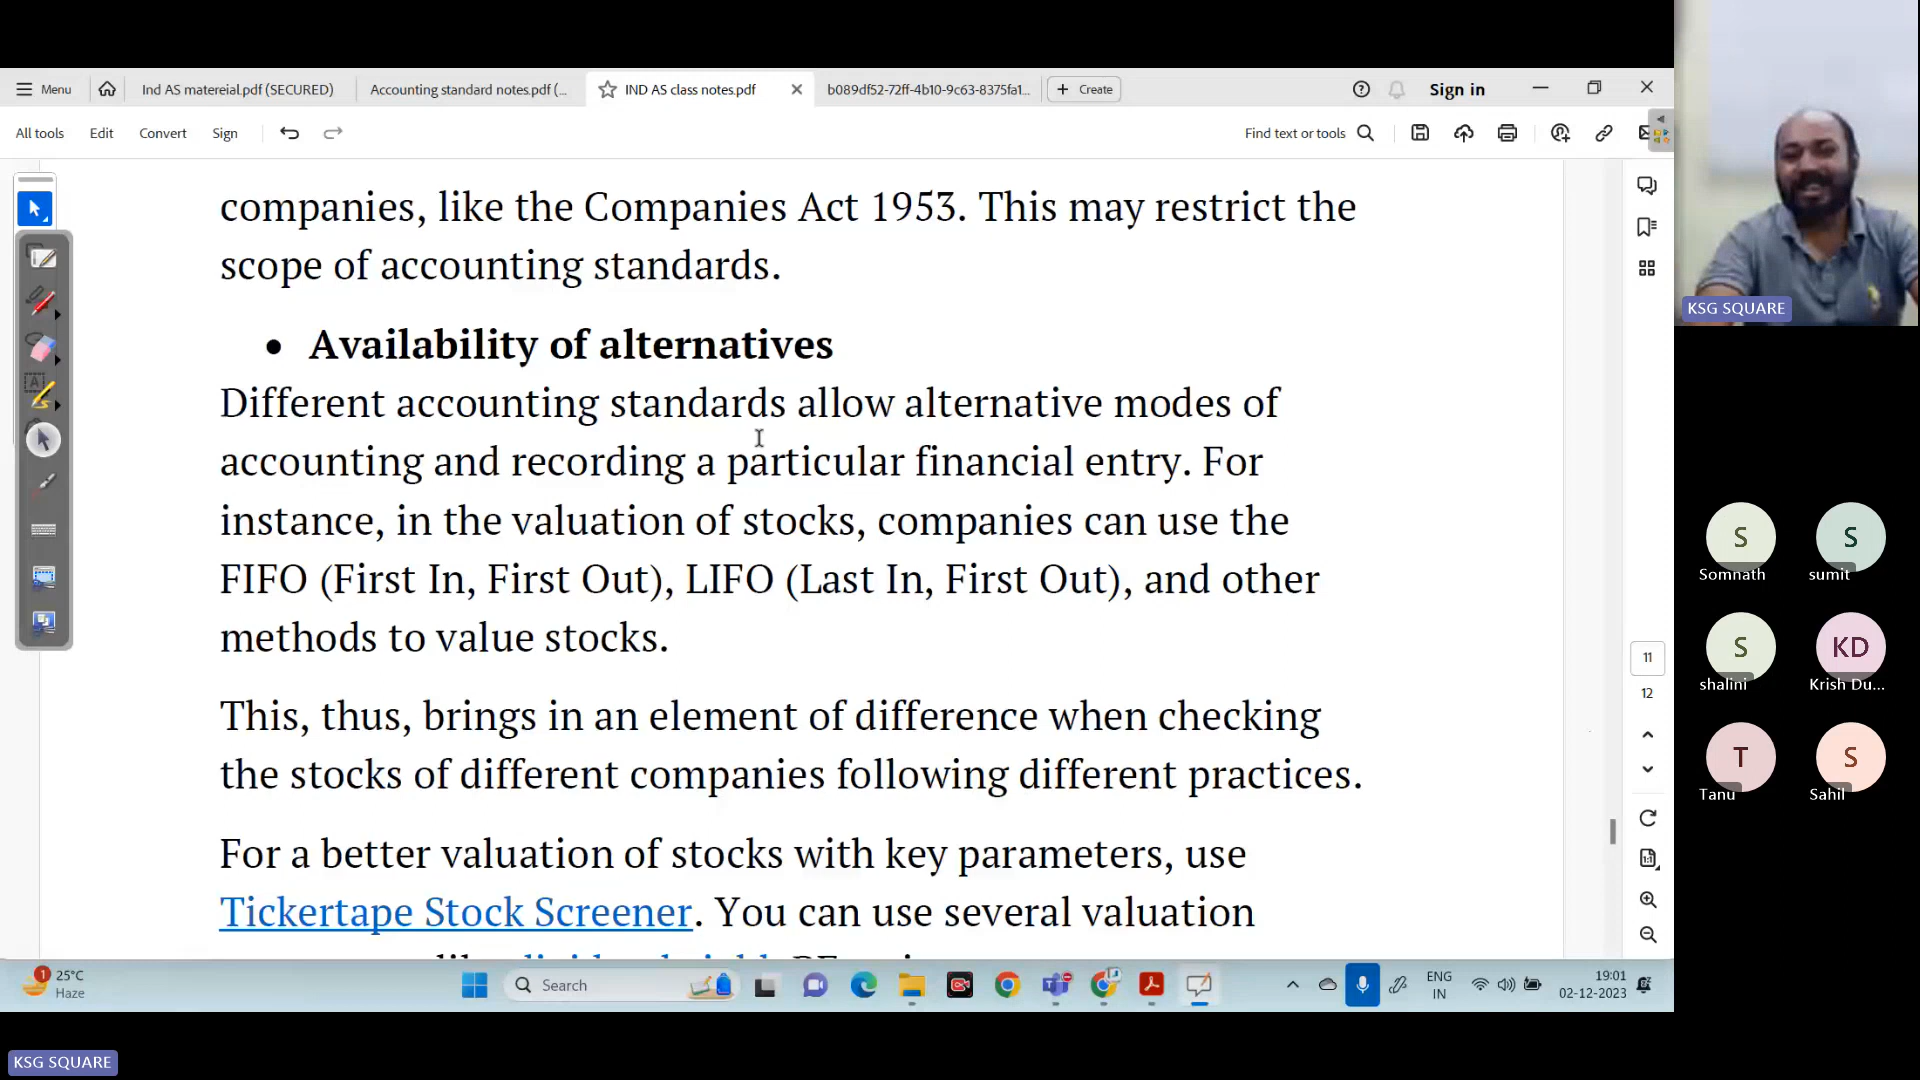 Menu
Ind AS matereial.pdf (SECURED)
Accounting standard notes.pdf (...
IND AS class notes.pdf
b089df52-72ff-4b10-9c63-8375fa1...
Create
Sign in
All tools
Edit
Convert
Sign
Find text or tools
companies, like the Companies Act 1953. This may restrict the
scope of accounting standards.
• Availability of alternatives
Different accounting standards allow alternative modes of
accounting and recording a particular financial entry. For
instance, in the valuation of stocks, companies can use the
FIFO (First In, First Out), LIFO (Last In, First Out), and other
methods to value stocks.
This, thus, brings in an element of difference when checking
the stocks of different companies following different practices.
For a better valuation of stocks with key parameters, use
Tickertape Stock Screener. You can use several valuation
11
12
1
25°C
Haze
Search
ENG
IN
19:01
02-12-2023
KSG SQUARE
S
Somnath
S
sumit
S
shalini
KD
Krish Du...
T
Tanu
S
Sahil
KSG SQUARE